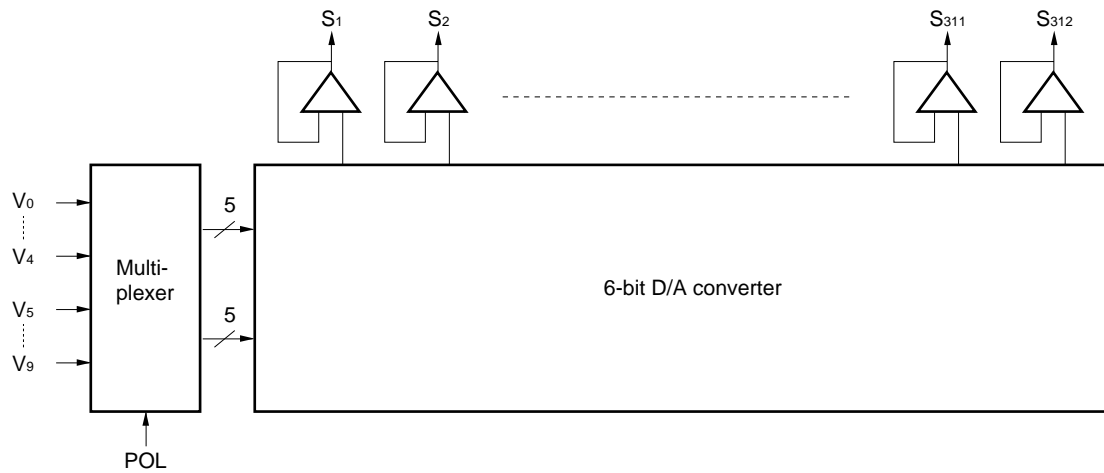 S1 S2 S311 S312
V0
V4
V5
V9
Multi-
plexer
5
5
6-bit D/A converter
POL